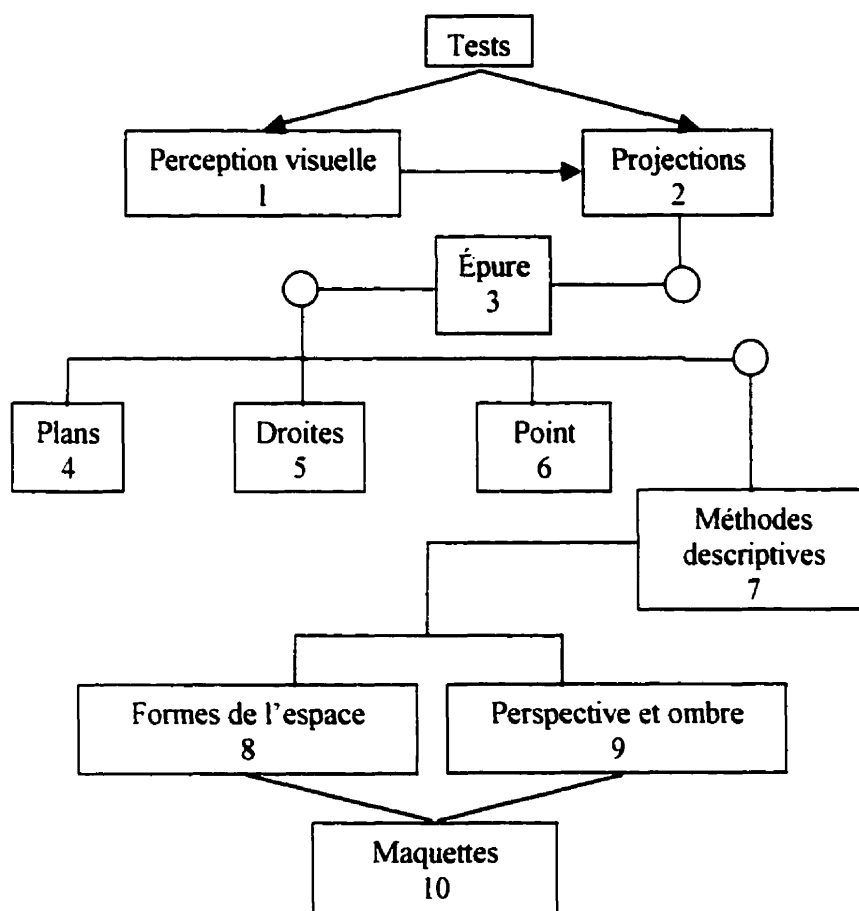 Tests
Perception visuelle
1
Projections
2
Épure
3
Plans
4
Droites
5
Point
6
Méthodes
descriptives
7
Formes de l'espace
8
Perspective et ombre
9
Maquettes
10